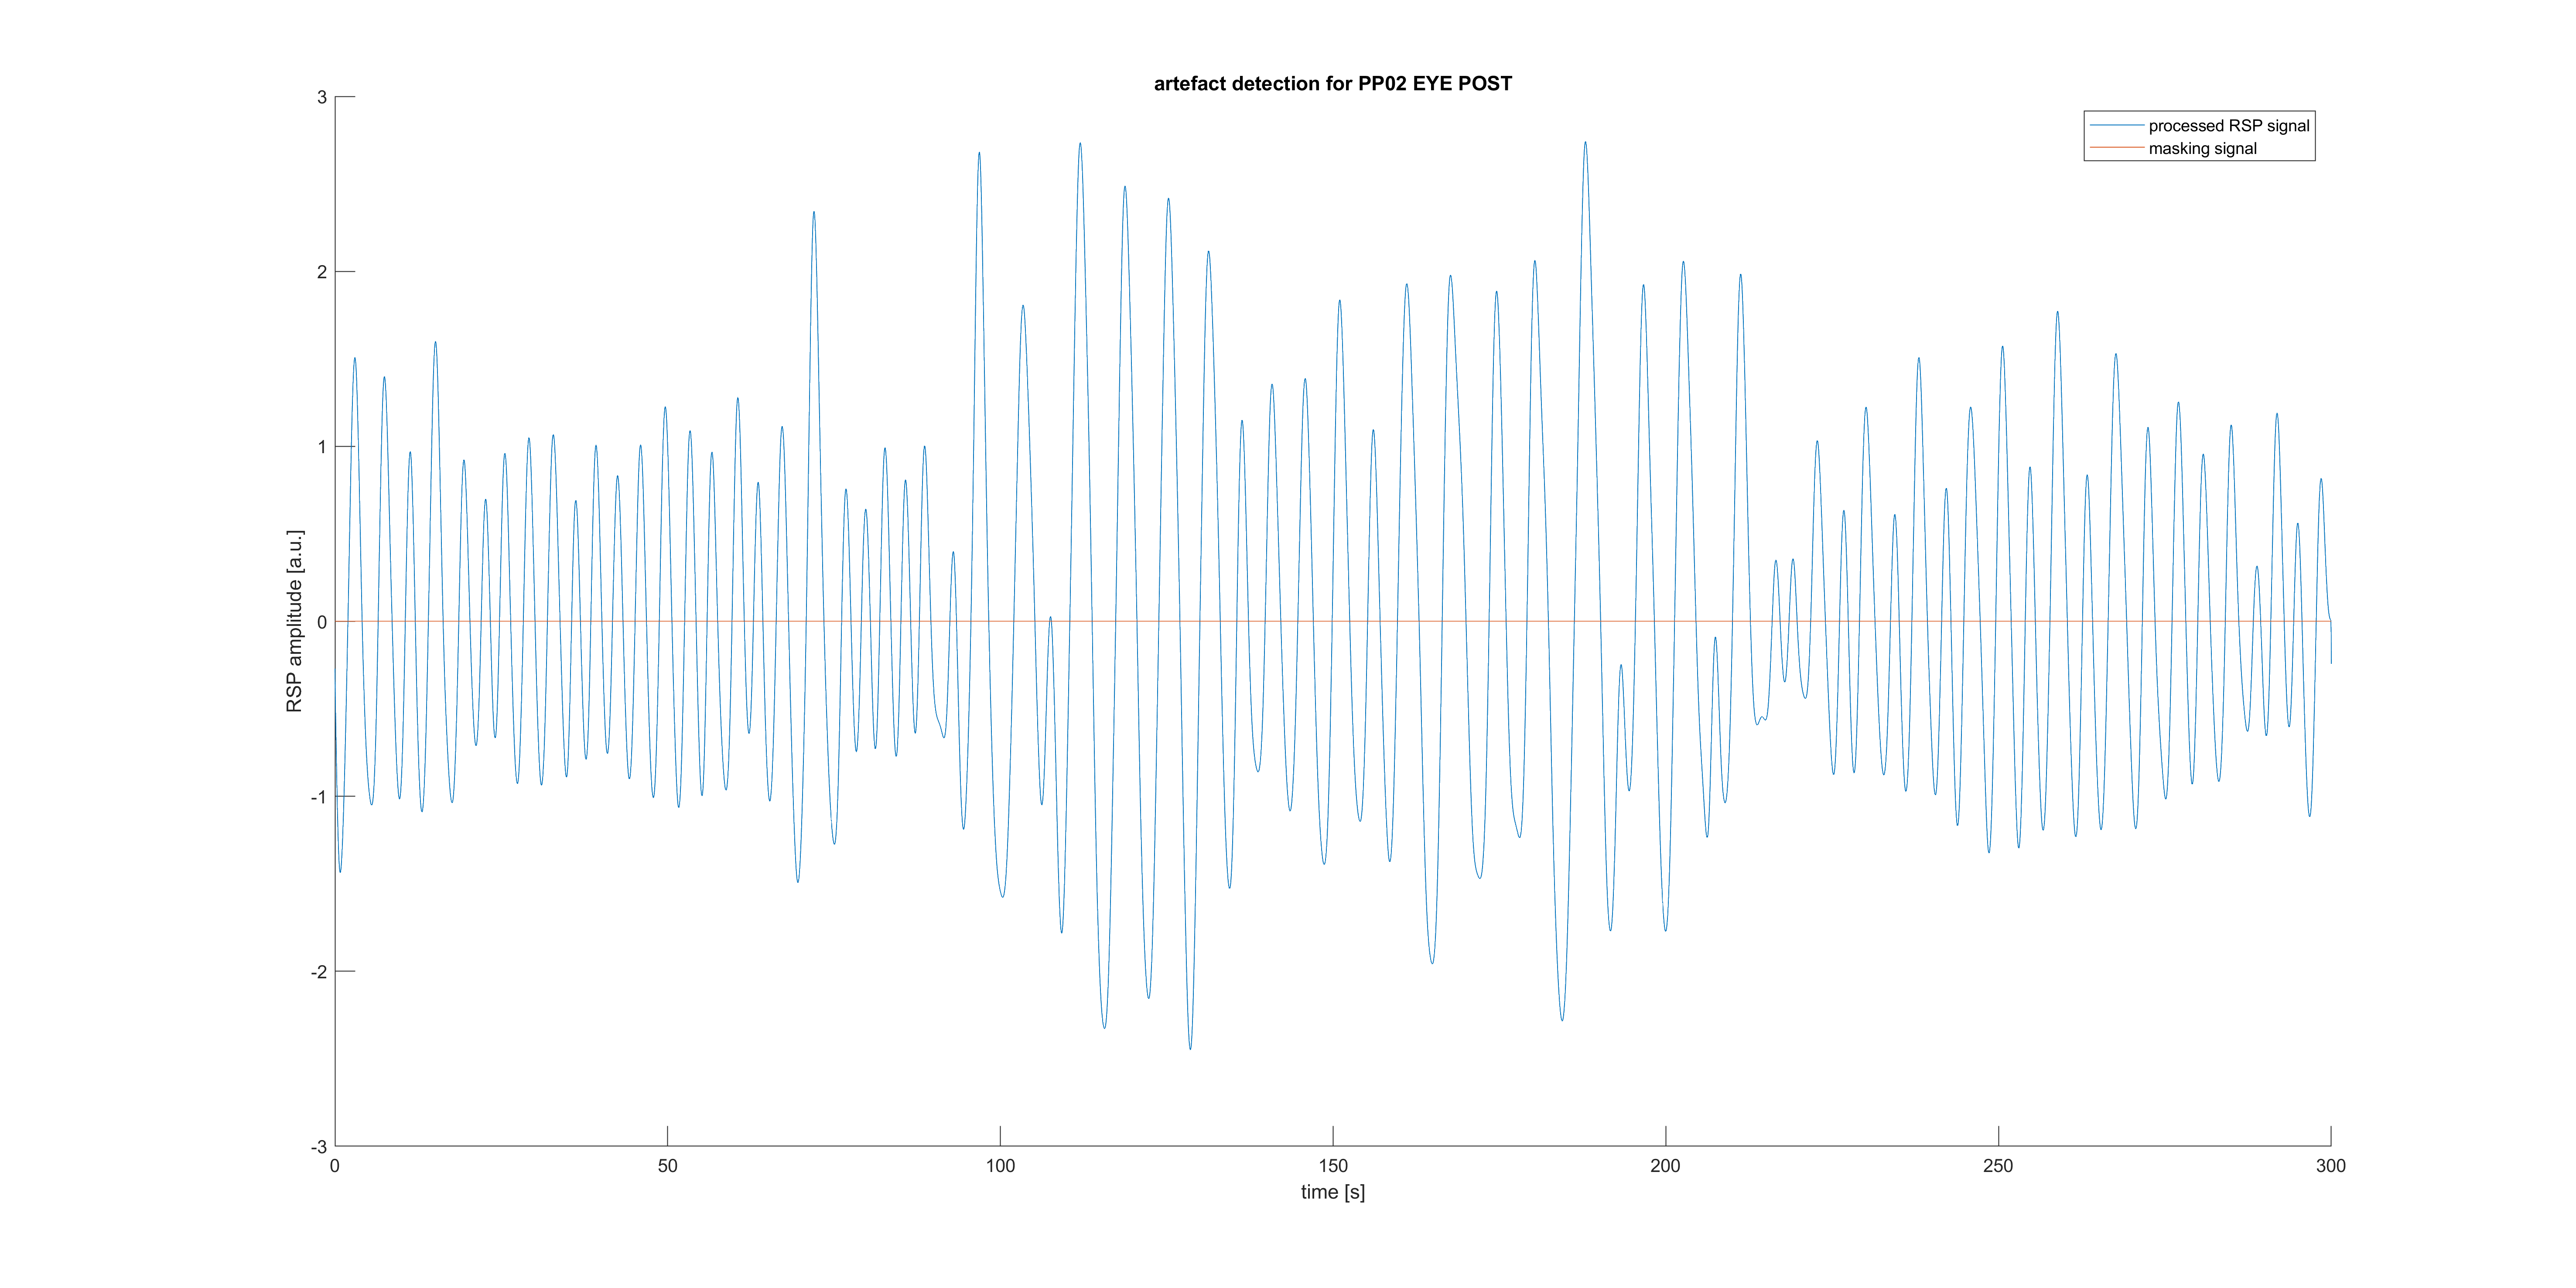 artefact detection for PP02 EYE POST
processed RSP signal
masking signal
3
2
1
0
-1
-2
-3
RSP amplitude [a.u.]
0 50 100 150 200 250 300
time [s]